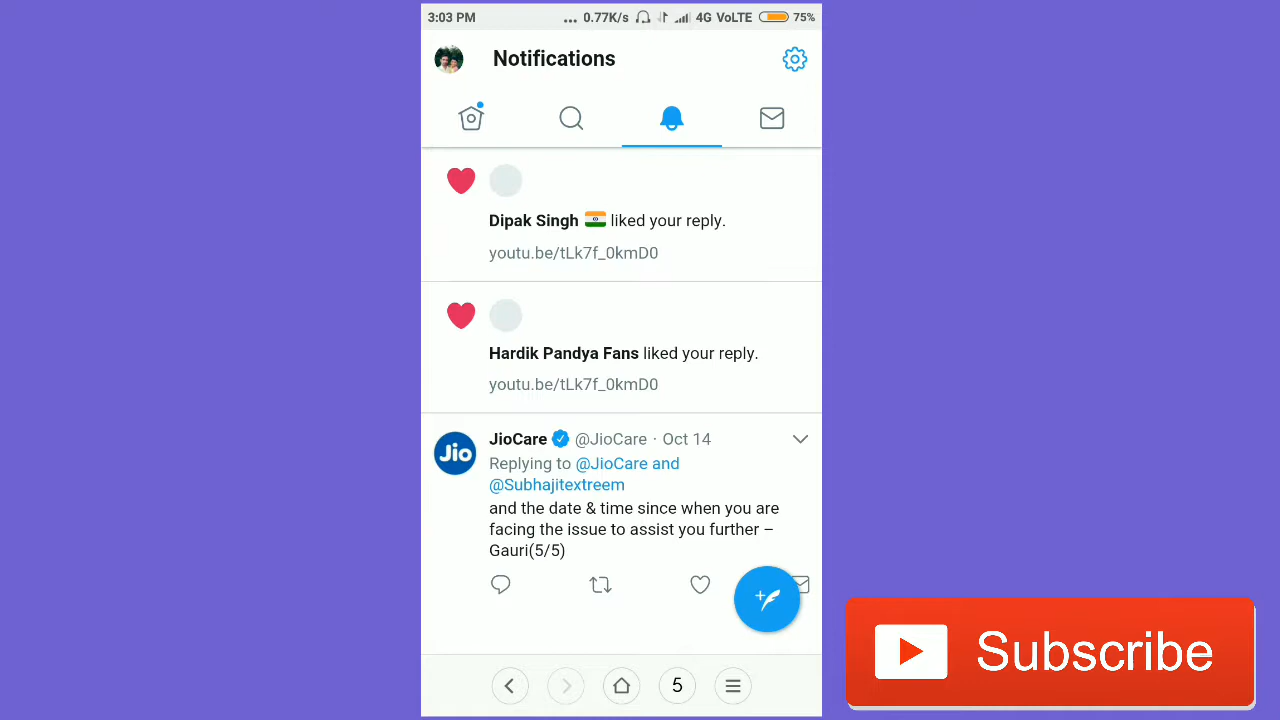 3:03 PM ... 0.77K/s 4G VoLTE 75%
Notifications
Dipak Singh 🇮🇳 liked your reply.
youtu.be/tLk7f_0kmD0
Hardik Pandya Fans liked your reply.
youtu.be/tLk7f_0kmD0
Jio
JioCare @JioCare · Oct 14
Replying to @JioCare and
@Subhajitextreem
and the date & time since when you are
facing the issue to assist you further –
Gauri(5/5)
5
Subscribe